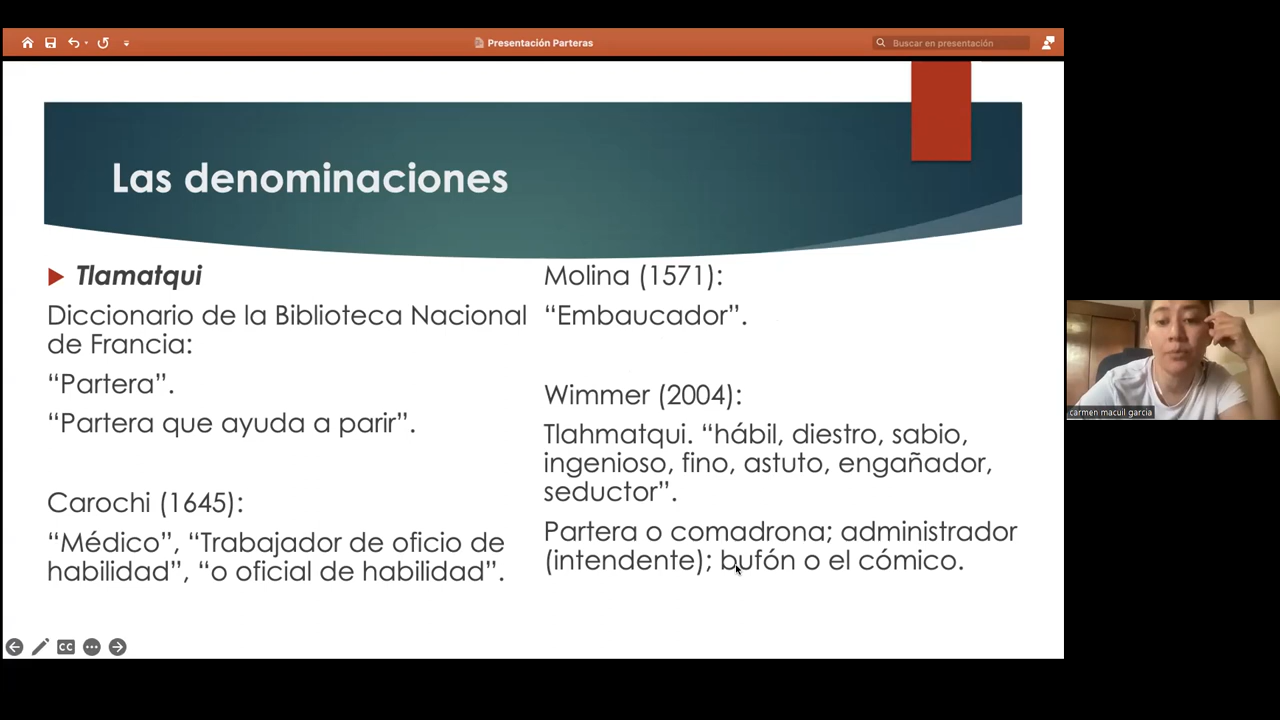 Presentación Parteras
Buscar en presentación
Las denominaciones
Tlamatqui
Diccionario de la Biblioteca Nacional
de Francia:
“Partera”.
“Partera que ayuda a parir”.
Carochi (1645):
“Médico”, “Trabajador de oficio de
habilidad”, “o oficial de habilidad”.
Molina (1571):
“Embaucador”.
Wimmer (2004):
Tlahmatqui. “hábil, diestro, sabio,
ingenioso, fino, astuto, engañador,
seductor”.
Partera o comadrona; administrador
(intendente); bufón o el cómico.
CC
carmen macuil garcia